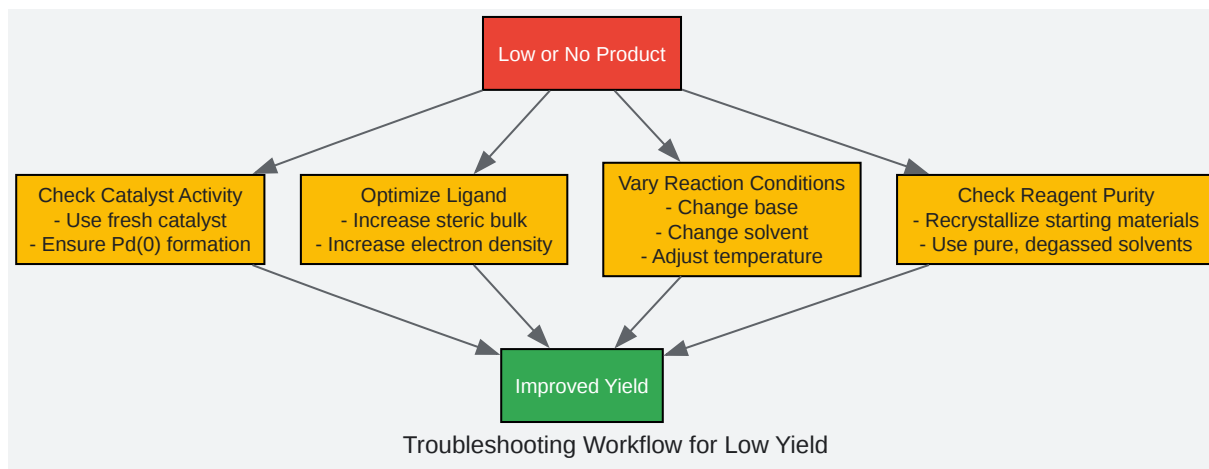 Low or No Product
Check Catalyst Activity
- Use fresh catalyst
- Ensure Pd(0) formation
Optimize Ligand
- Increase steric bulk
- Increase electron density
Vary Reaction Conditions
- Change base
- Change solvent
- Adjust temperature
Check Reagent Purity
- Recrystallize starting materials
- Use pure, degassed solvents
Improved Yield
Troubleshooting Workflow for Low Yield